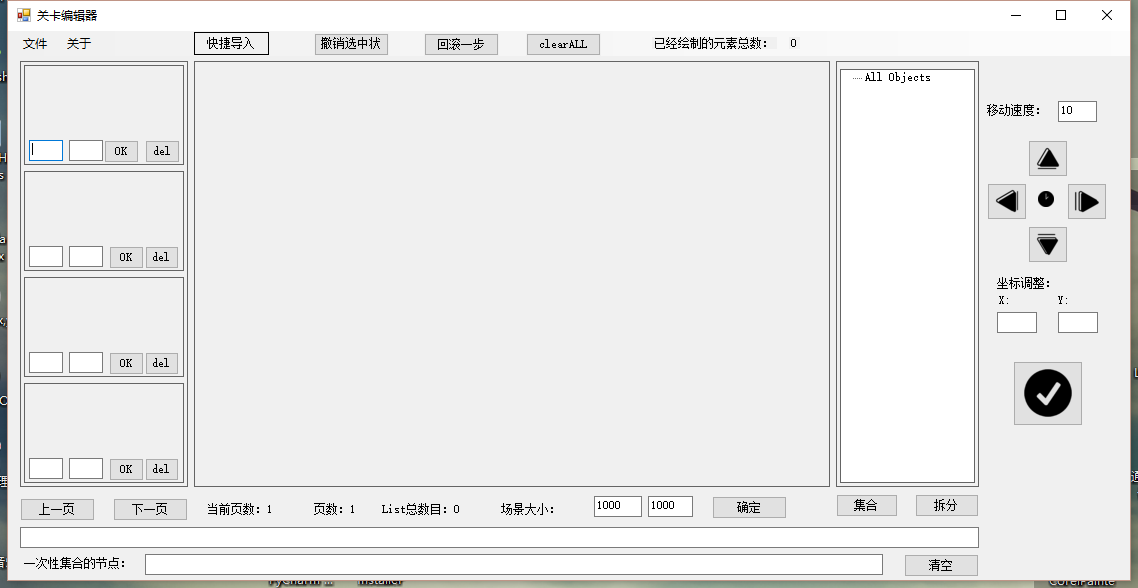 关卡编辑器
文件 关于 快捷导入 撤销选中状 回滚一步 clearALL 已经绘制的元素总数： 0
All Objects
移动速度： 10
OK del
OK del
坐标调整：
X: Y:
OK del
OK del
上一页 下一页 当前页数：1 页数：1 List总数目：0 场景大小： 1000 1000 确定 集合 拆分
一次性集合的节点： 清空